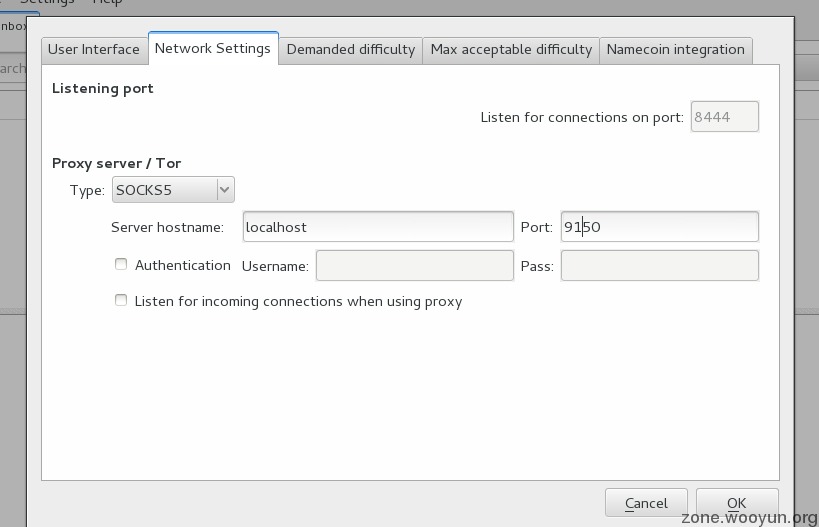 Settings Help
nbo
User Interface Network Settings Demanded difficulty Max acceptable difficulty Namecoin integration
arch
Listening port
Listen for connections on port: 8444
Proxy server / Tor
Type: SOCKS5
Server hostname: localhost Port: 9150
Authentication Username: Pass:
Listen for incoming connections when using proxy
Cancel OK
zone.wooyun.org